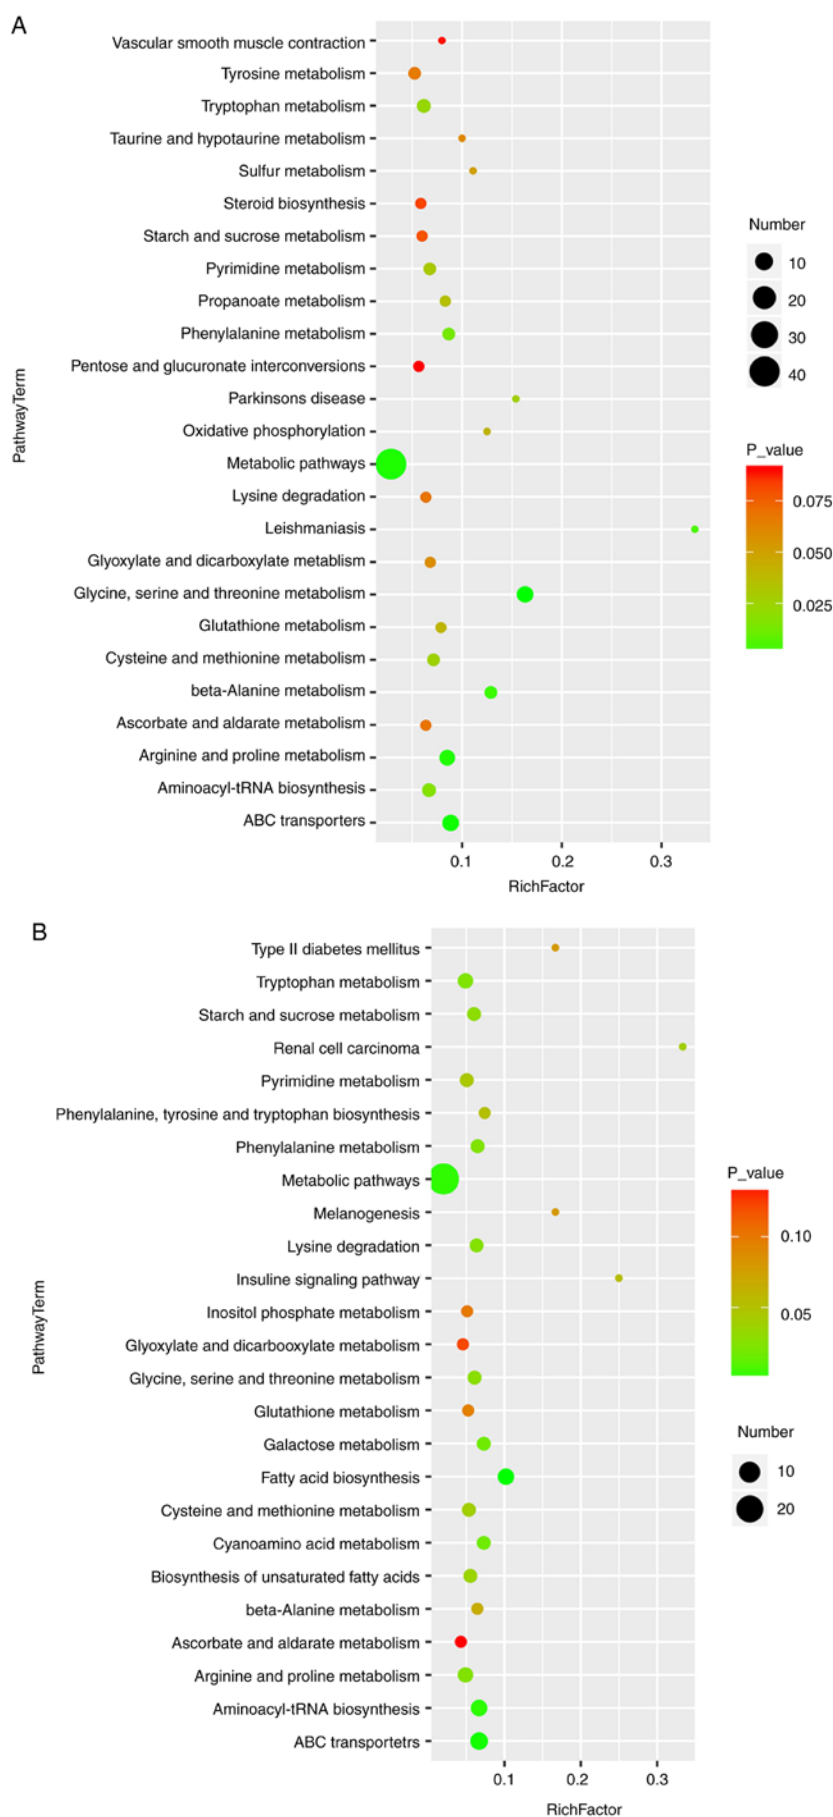 A
Vascular smooth muscle contraction
Tyrosine metabolism
Tryptophan metabolism
Taurine and hypotaurine metabolism
Sulfur metabolism
Steroid biosynthesis
Starch and sucrose metabolism
Pyrimidine metabolism
Propanoate metabolism
Phenylalanine metabolism
Pentose and glucuronate interconversions
Parkinsons disease
Oxidative phosphorylation
Metabolic pathways
Lysine degradation
Leishmaniasis
Glyoxylate and dicarboxylate metablism
Glycine, serine and threonine metabolism
Glutathione metabolism
Cysteine and methionine metabolism
beta-Alanine metabolism
Ascorbate and aldarate metabolism
Arginine and proline metabolism
Aminoacyl-tRNA biosynthesis
ABC transporters
PathwayTerm
0.1 0.2 0.3
RichFactor
Number
10
20
30
40
P_value
0.075
0.050
0.025
B
Type II diabetes mellitus
Tryptophan metabolism
Starch and sucrose metabolism
Renal cell carcinoma
Pyrimidine metabolism
Phenylalanine, tyrosine and tryptophan biosynthesis
Phenylalanine metabolism
Metabolic pathways
Melanogenesis
Lysine degradation
Insuline signaling pathway
Inositol phosphate metabolism
Glyoxylate and dicarbooxylate metabolism
Glycine, serine and threonine metabolism
Glutathione metabolism
Galactose metabolism
Fatty acid biosynthesis
Cysteine and methionine metabolism
Cyanoamino acid metabolism
Biosynthesis of unsaturated fatty acids
beta-Alanine metabolism
Ascorbate and aldarate metabolism
Arginine and proline metabolism
Aminoacyl-tRNA biosynthesis
ABC transportetrs
PathwayTerm
0.1 0.2 0.3
RichFactor
P_value
0.10
0.05
Number
10
20